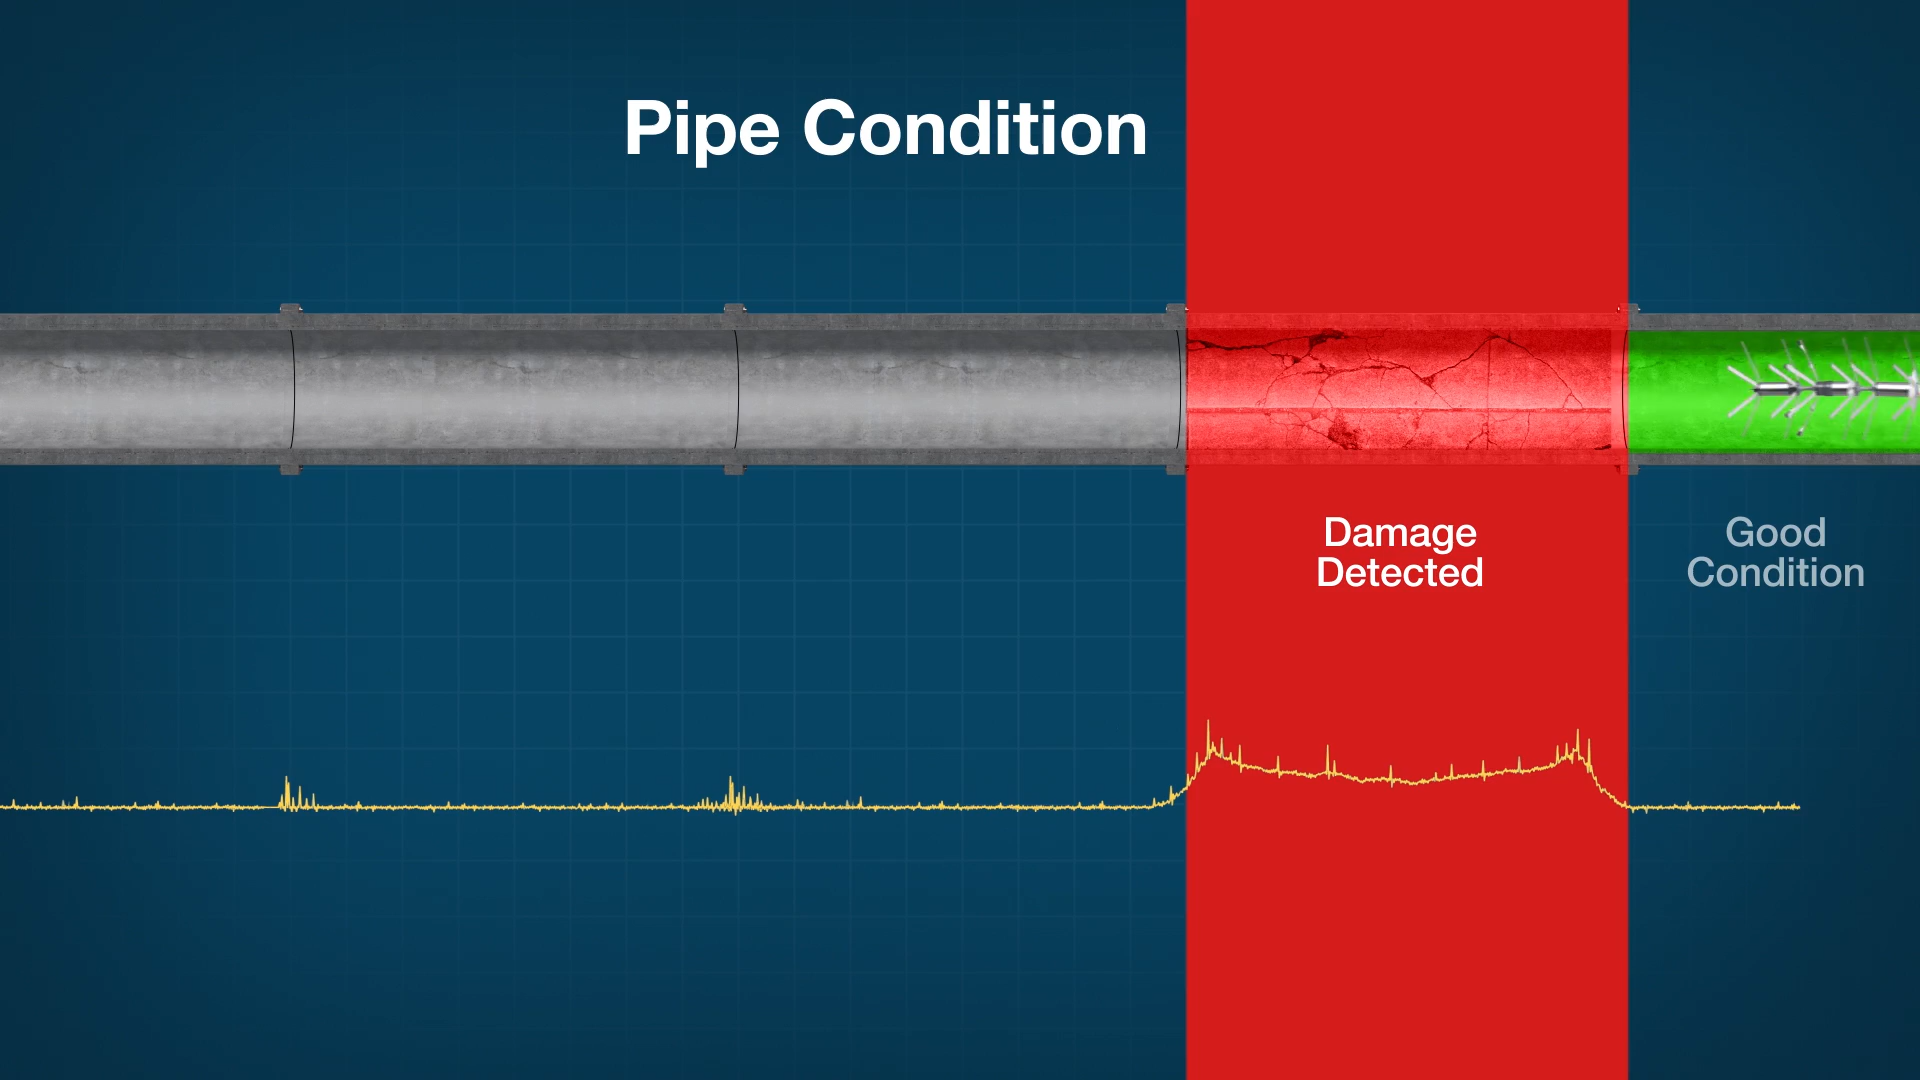 Pipe Condition
Damage
Detected
Good
Condition